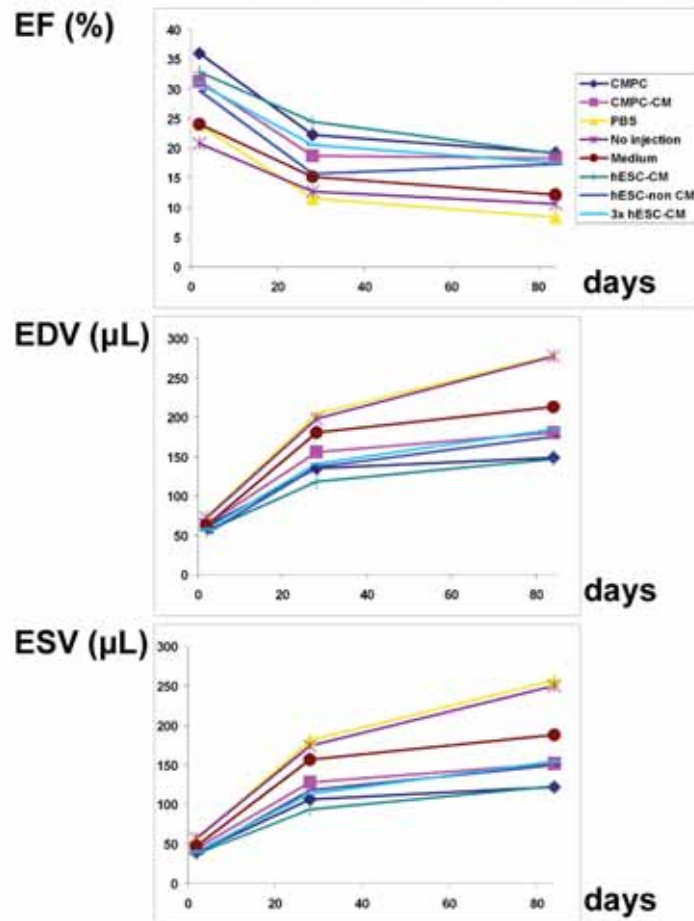 EF (%)
40
35
30
25
20
15
10
5
0
0 20 40 60 80
days
CMPC
CMPC-CM
PBS
No injection
Medium
hESC-CM
hESC-non CM
3x hESC-CM
EDV (µL)
300
250
200
150
100
50
0
0 20 40 60 80
days
ESV (µL)
300
250
200
150
100
50
0
0 20 40 60 80
days